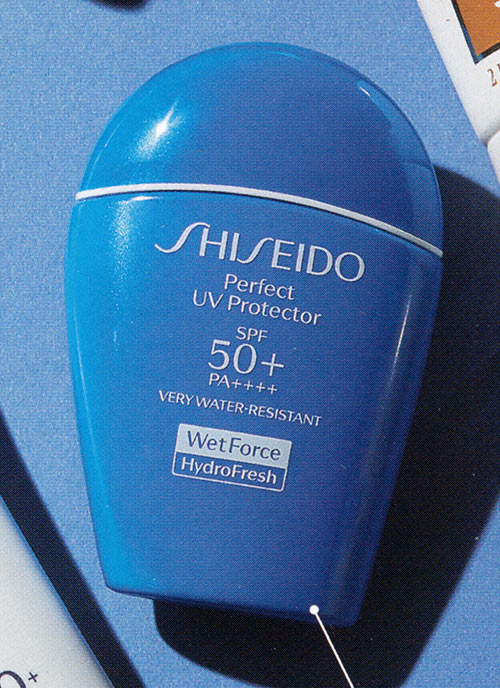 SHISEIDO
Perfect
UV Protector
SPF
50+
PA++++
VERY WATER-RESISTANT
WetForce
HydroFresh